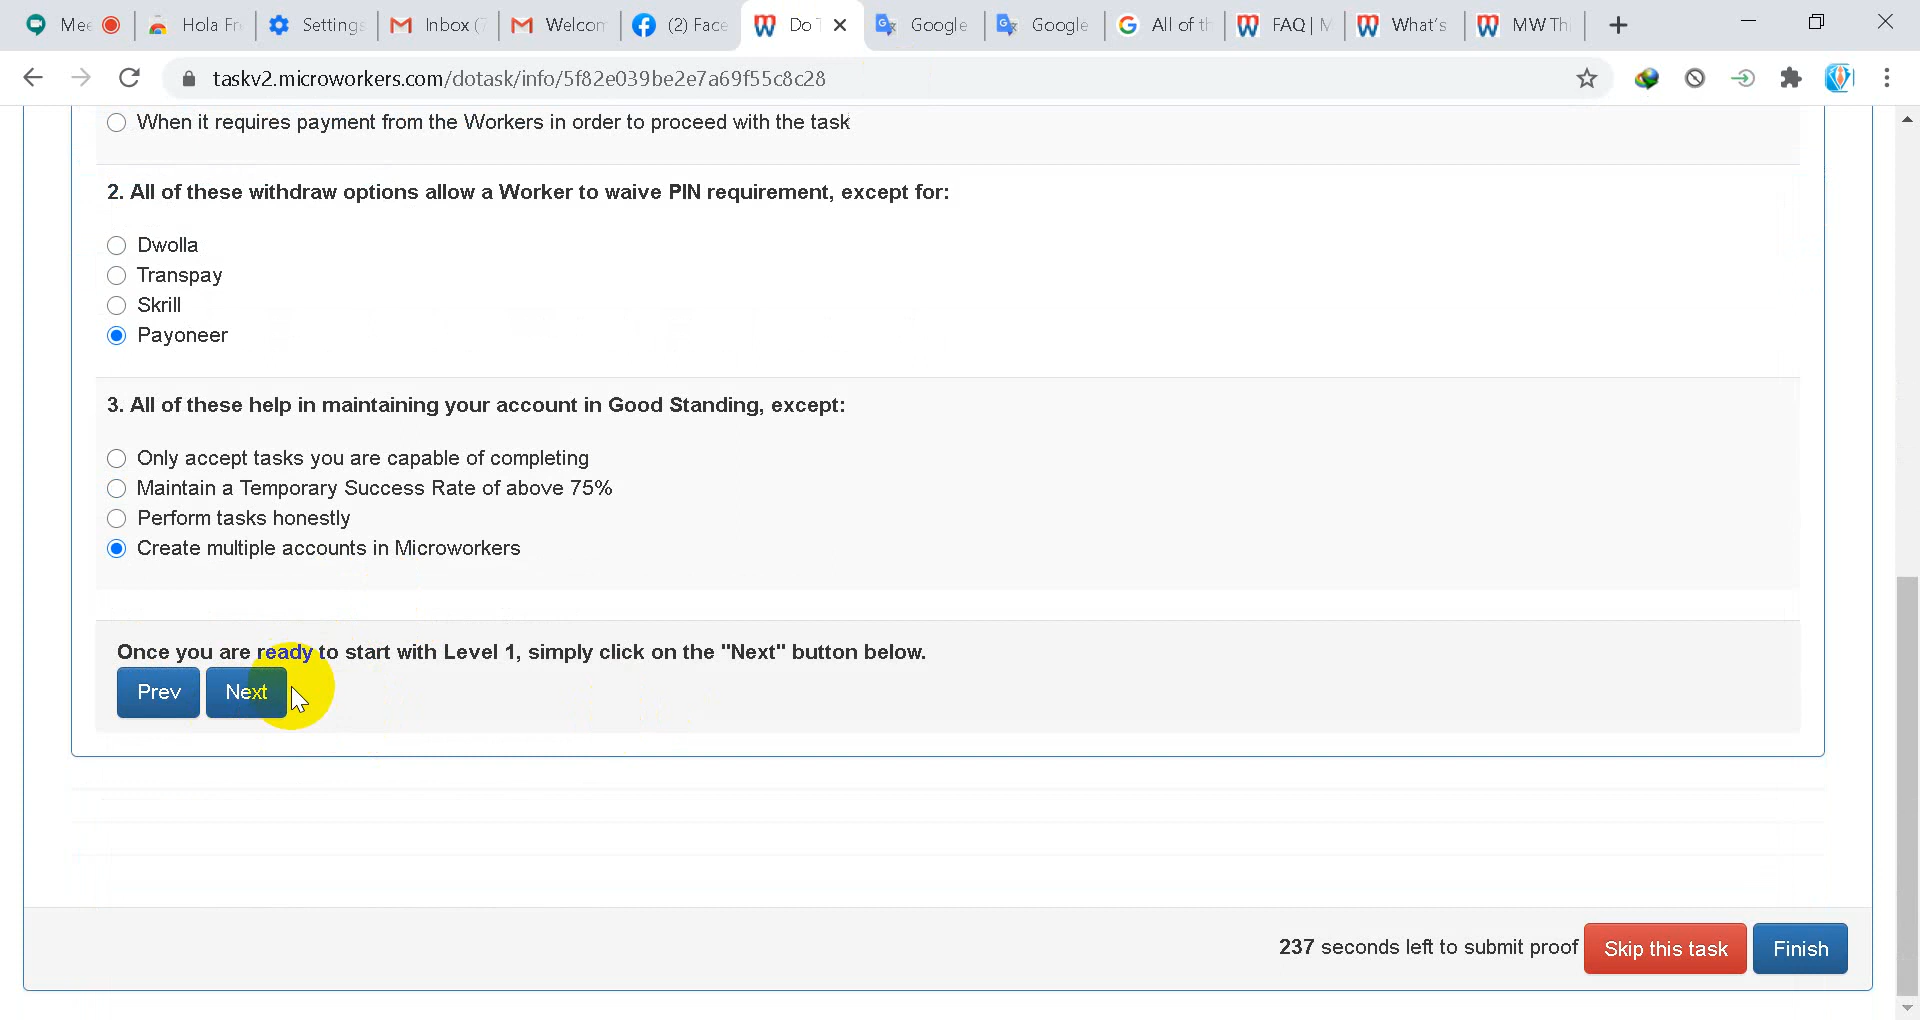 Mee
Hola Fr
Settings
Inbox (7
Welcon
(2) Face
Do T
Google
Google
All of th
FAQ | M
What's
MW Thi
taskv2.microworkers.com/dotask/info/5f82e039be2e7a69f55c8c28
When it requires payment from the Workers in order to proceed with the task
2. All of these withdraw options allow a Worker to waive PIN requirement, except for:
Dwolla
Transpay
Skrill
Payoneer
3. All of these help in maintaining your account in Good Standing, except:
Only accept tasks you are capable of completing
Maintain a Temporary Success Rate of above 75%
Perform tasks honestly
Create multiple accounts in Microworkers
Once you are ready to start with Level 1, simply click on the "Next" button below.
Prev Next
237 seconds left to submit proof Skip this task Finish